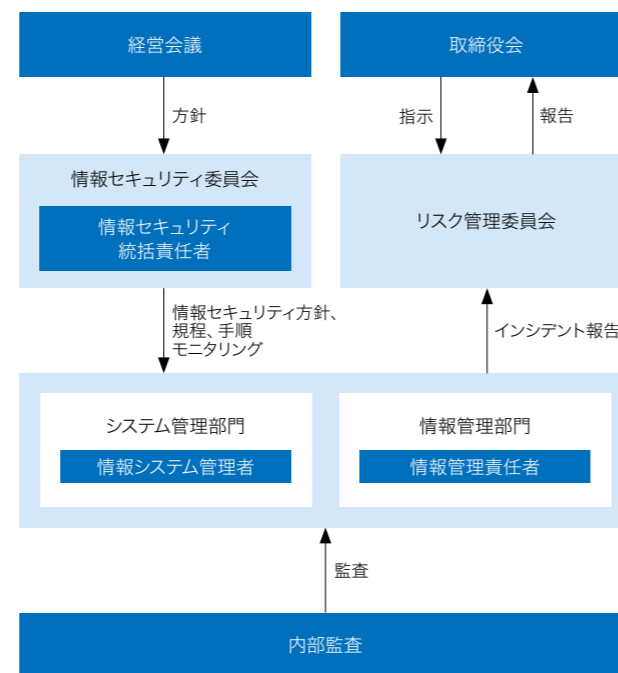 経営会議
取締役会
方針
指示
報告
情報セキュリティ委員会
情報セキュリティ
統括責任者
リスク管理委員会
情報セキュリティ方針、
規程、手順
モニタリング
インシデント報告
システム管理部門
情報システム管理者
情報管理部門
情報管理責任者
監査
内部監査